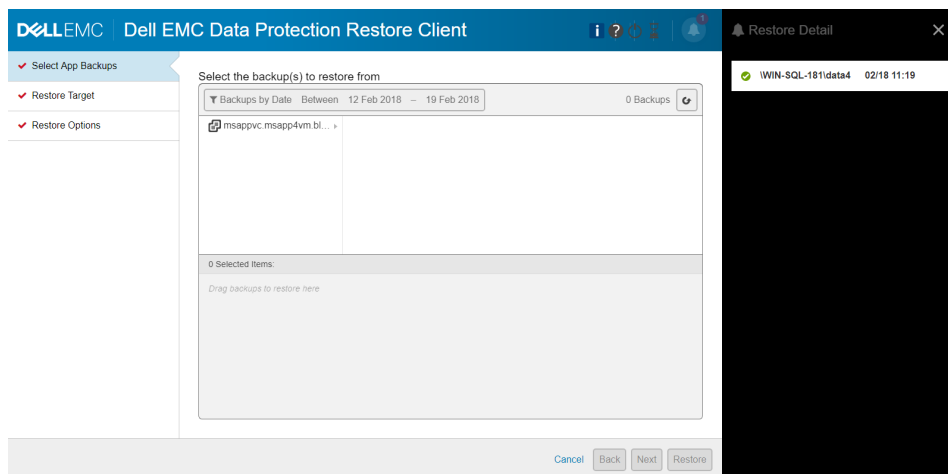 DELLEMC Dell EMC Data Protection Restore Client
1
Restore Detail
Select App Backups
Restore Target
Restore Options
Select the backup(s) to restore from
Backups by Date Between 12 Feb 2018 – 19 Feb 2018
0 Backups
msappvc.msapp4vm.bl...
0 Selected Items:
Drag backups to restore here
Cancel Back Next Restore
\WIN-SQL-181\data4 02/18 11:19